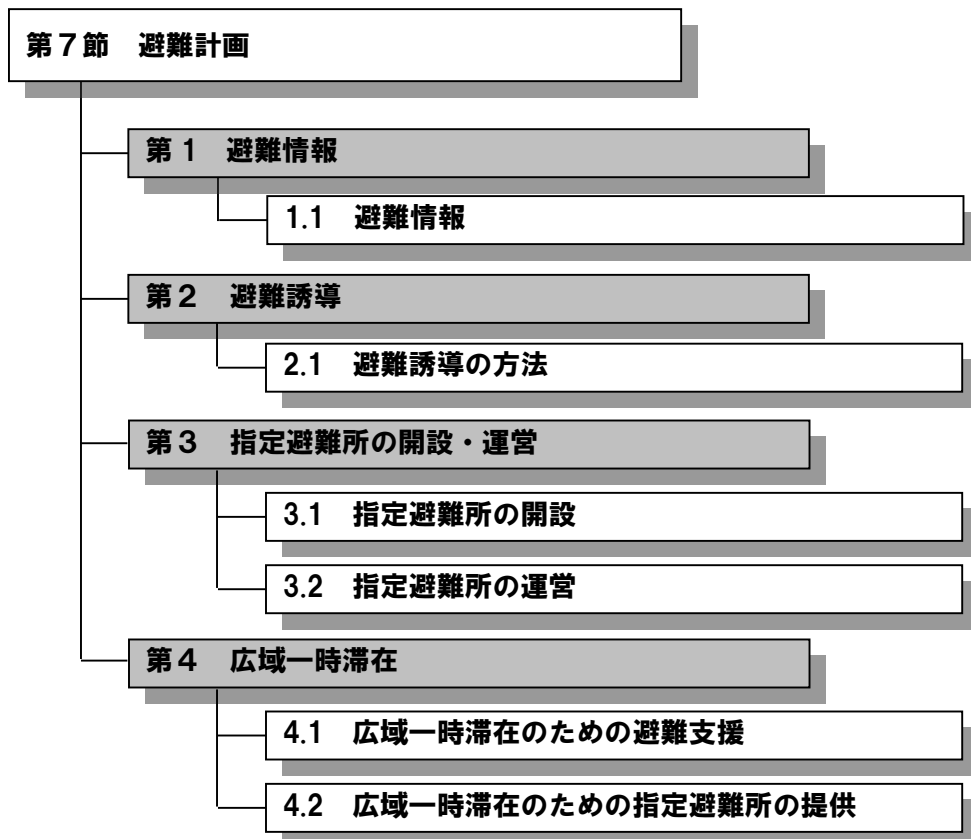 第７節　避難計画
第１　避難情報
1.1　避難情報
第２　避難誘導
2.1　避難誘導の方法
第３　指定避難所の開設・運営
3.1　指定避難所の開設
3.2　指定避難所の運営
第４　広域一時滞在
4.1　広域一時滞在のための避難支援
4.2　広域一時滞在のための指定避難所の提供